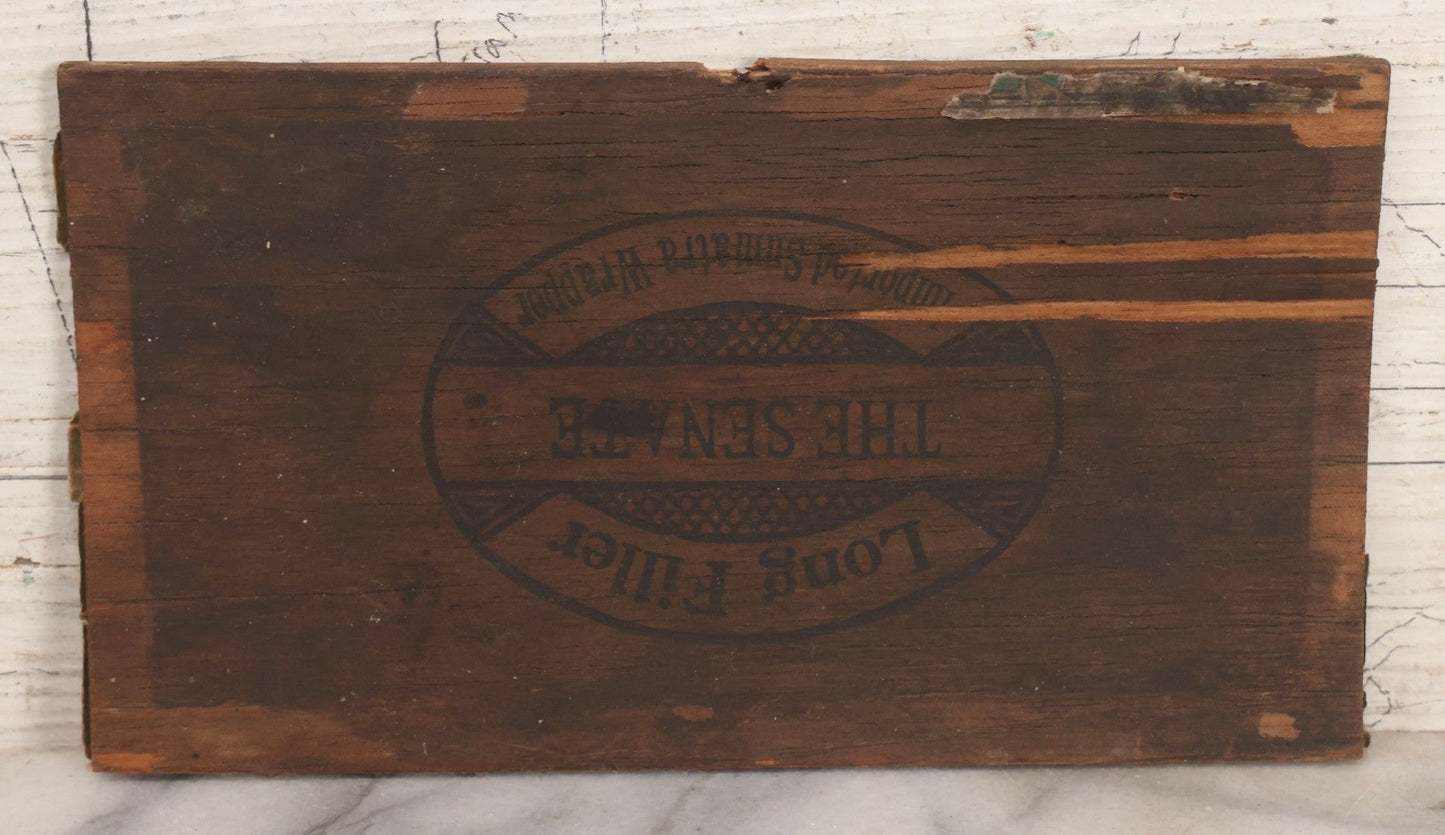 Long Filler
THE SENATE
Imported Sumatra Wrapper